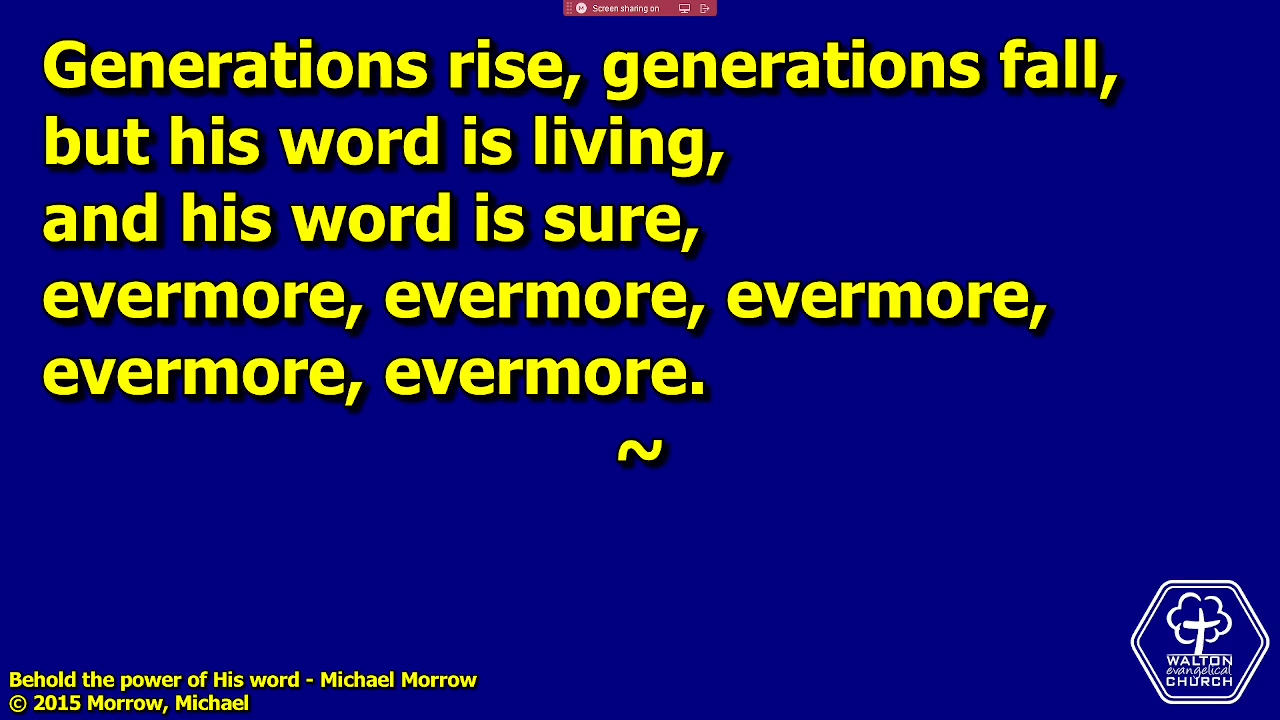 Screen sharing on
Generations rise, generations fall,
but his word is living,
and his word is sure,
evermore, evermore, evermore,
evermore, evermore.
~
WALTON
evangelical
CHURCH
Behold the power of His word - Michael Morrow
© 2015 Morrow, Michael